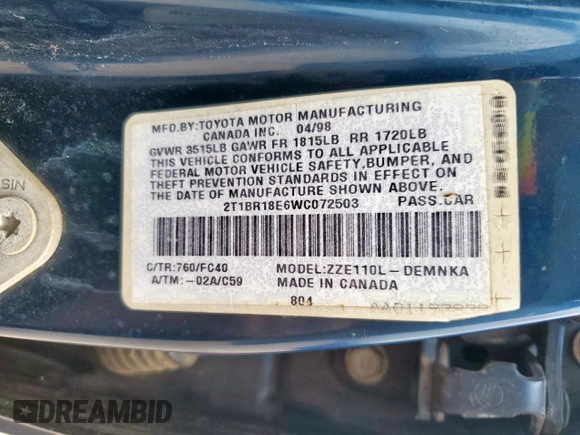 MFD.BY:TOYOTA MOTOR MANUFACTURING
CANADA INC. 04/98
GVWR 3515LB GAWR FR 1815LB RR 1720LB
THIS VEHICLE CONFORMS TO ALL APPLICABLE
FEDERAL MOTOR VEHICLE SAFETY,BUMPER, AND
THEFT PREVENTION STANDARDS IN EFFECT ON
THE DATE OF MANUFACTURE SHOWN ABOVE.
2T1BR18E6WC072503 PASS.CAR
C/TR:760/FC40 MODEL:ZZE110L-DEMNKA
A/TM:-02A/C59 MADE IN CANADA
804
SIN
DREAMBID